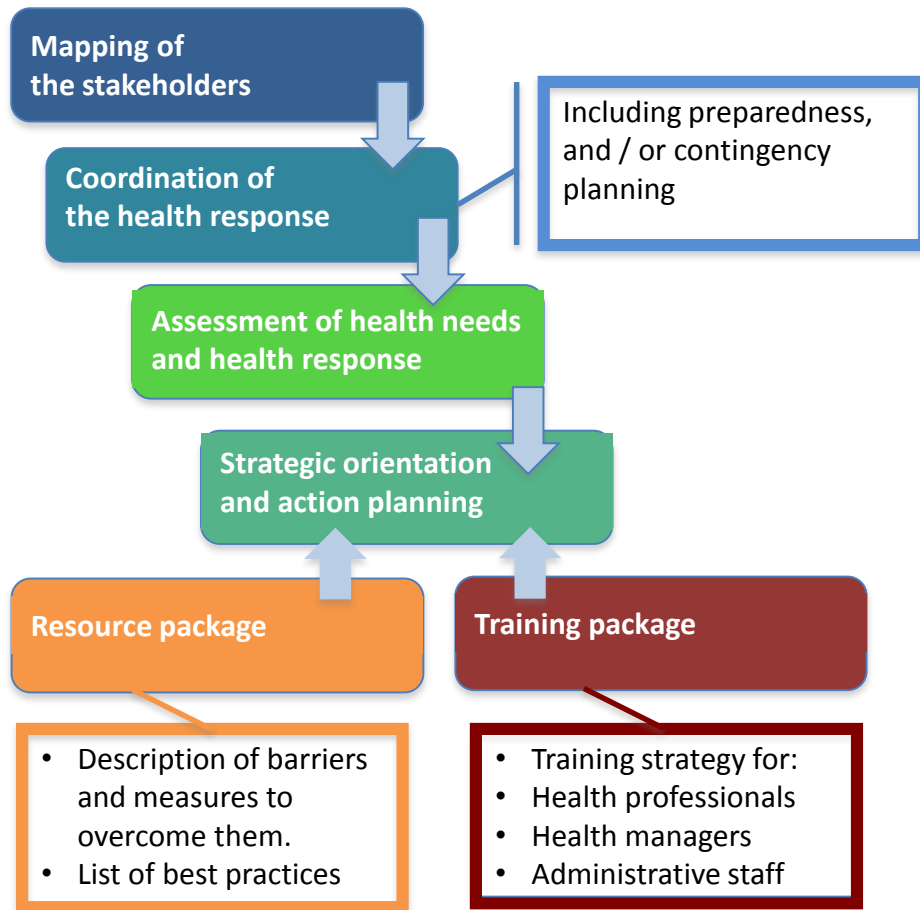 Mapping of
the stakeholders
Including preparedness,
and / or contingency
planning
Coordination of
the health response
Assessment of health needs
and health response
Strategic orientation
and action planning
Resource package
Training package
• Description of barriers
and measures to
overcome them.
• List of best practices
• Training strategy for:
• Health professionals
• Health managers
• Administrative staff